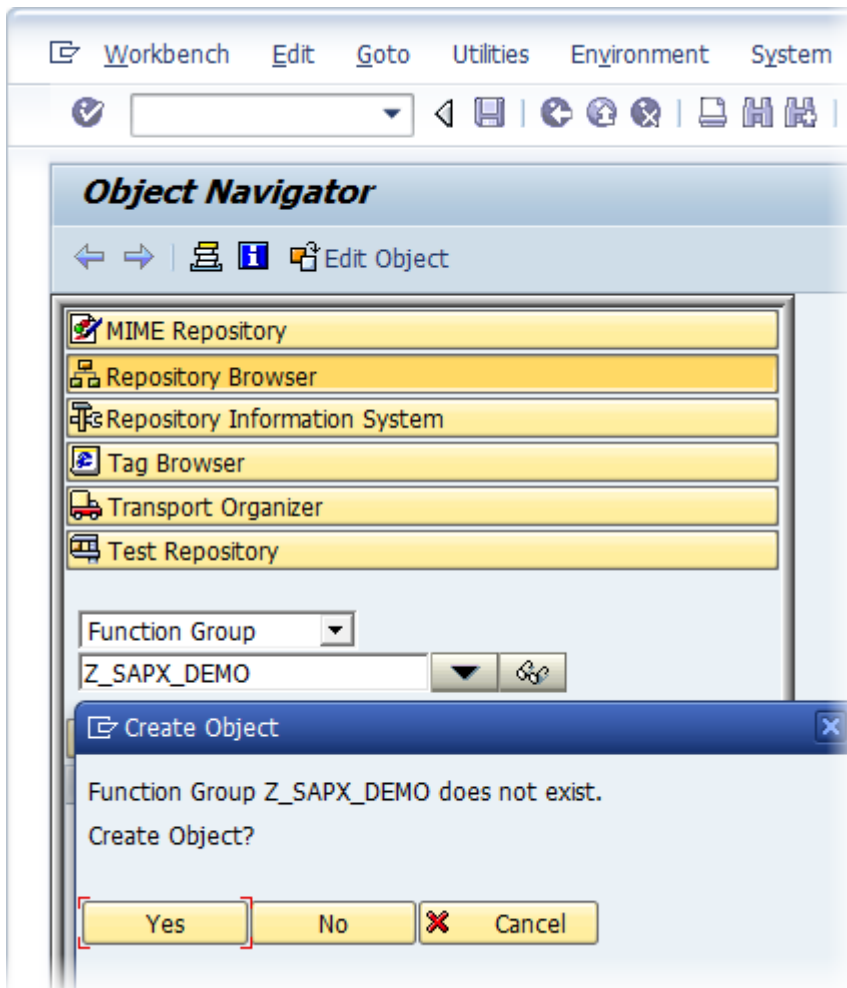 Workbench Edit Goto Utilities Environment System
Object Navigator
Edit Object
MIME Repository
Repository Browser
Repository Information System
Tag Browser
Transport Organizer
Test Repository
Function Group
Z_SAPX_DEMO
Create Object
Function Group Z_SAPX_DEMO does not exist.
Create Object?
Yes No Cancel